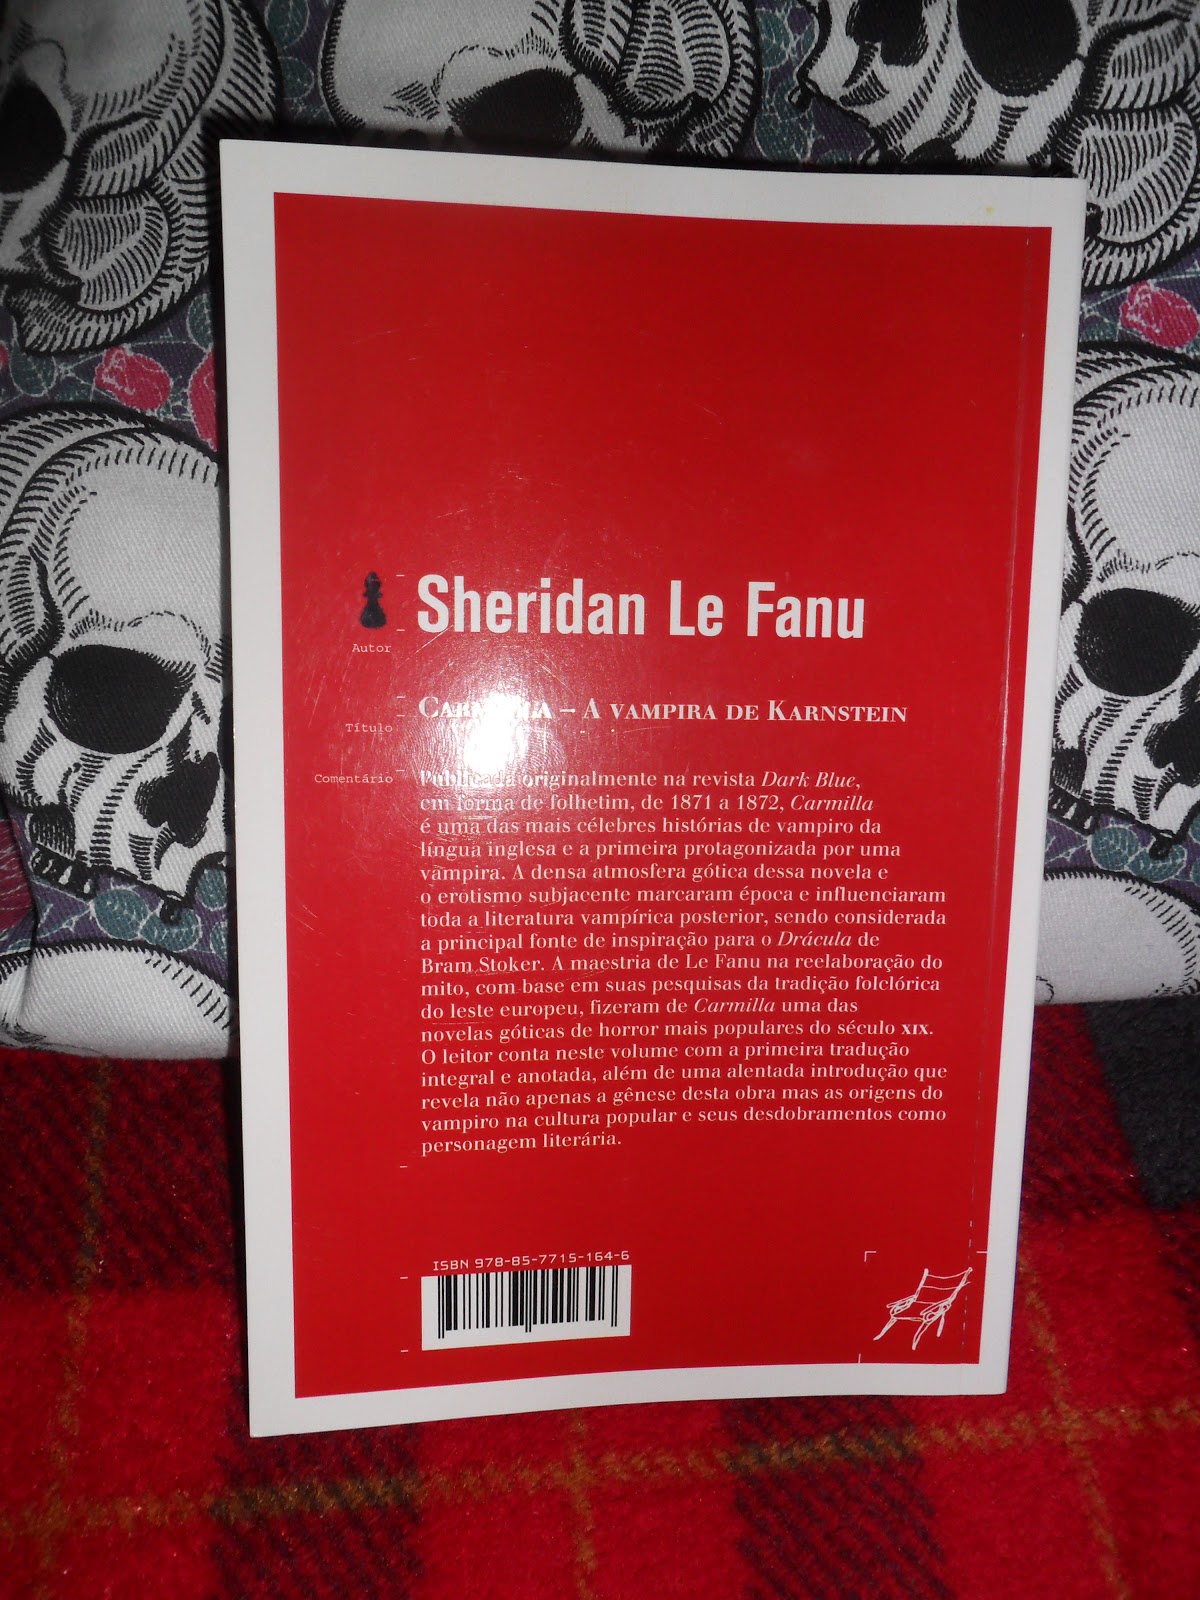 Sheridan Le Fanu
Autor
Título
Carmilla – A vampira de Karnstein
Comentário
Publicada originalmente na revista Dark Blue,
em forma de folhetim, de 1871 a 1872, Carmilla
é uma das mais célebres histórias de vampiro da
língua inglesa e a primeira protagonizada por uma
vampira. A densa atmosfera gótica dessa novela e
o erotismo subjacente marcaram época e influenciaram
toda a literatura vampírica posterior, sendo considerada
a principal fonte de inspiração para o Drácula de
Bram Stoker. A maestria de Le Fanu na reelaboração do
mito, com base em suas pesquisas da tradição folclórica
do leste europeu, fizeram de Carmilla uma das
novelas góticas de horror mais populares do século XIX.
O leitor conta neste volume com a primeira tradução
integral e anotada, além de uma alentada introdução que
revela não apenas a gênese desta obra mas as origens do
vampiro na cultura popular e seus desdobramentos como
personagem literária.
ISBN 978-85-7715-164-6